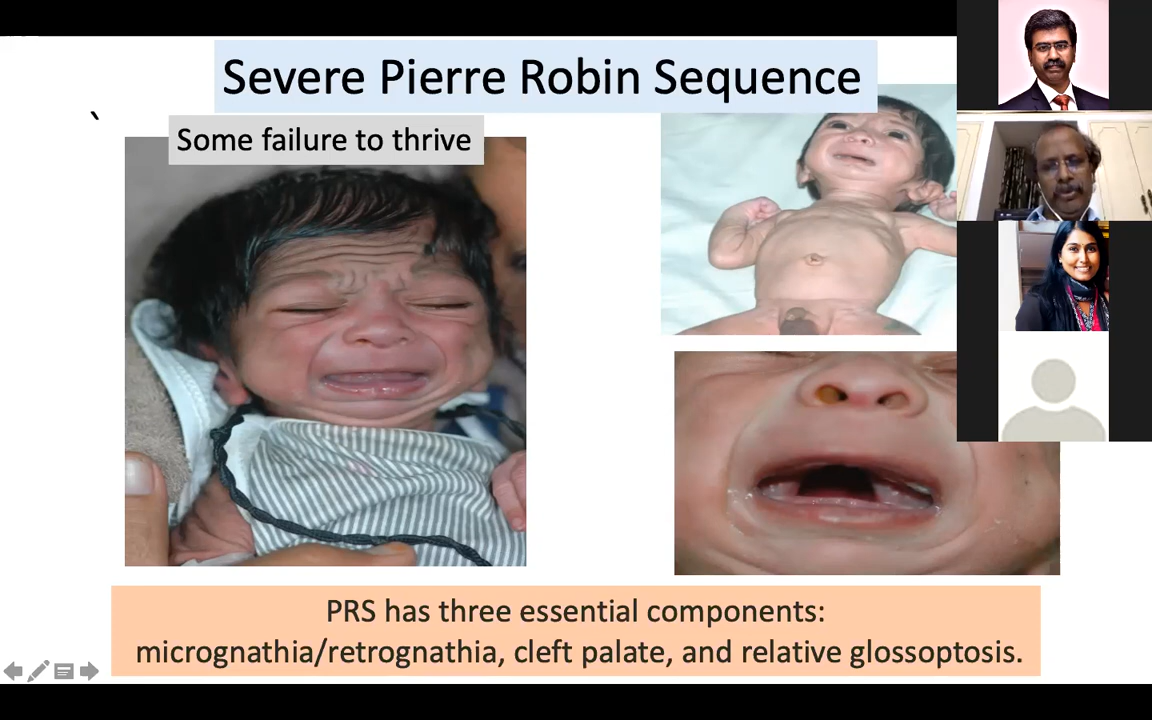 Severe Pierre Robin Sequence
Some failure to thrive
PRS has three essential components:
micrognathia/retrognathia, cleft palate, and relative glossoptosis.